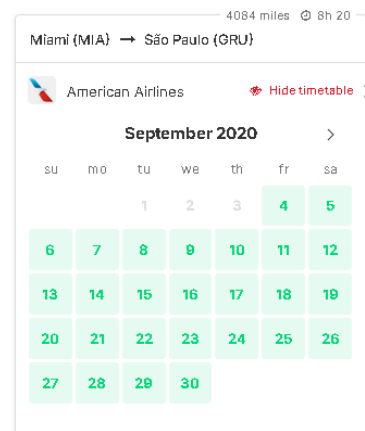 4084 miles 8h 20
Miami (MIA) → São Paulo (GRU)
American Airlines Hide timetable
September 2020 >
su mo tu we th fr sa
1 2 3 4 5
6 7 8 9 10 11 12
13 14 15 16 17 18 19
20 21 22 23 24 25 26
27 28 29 30